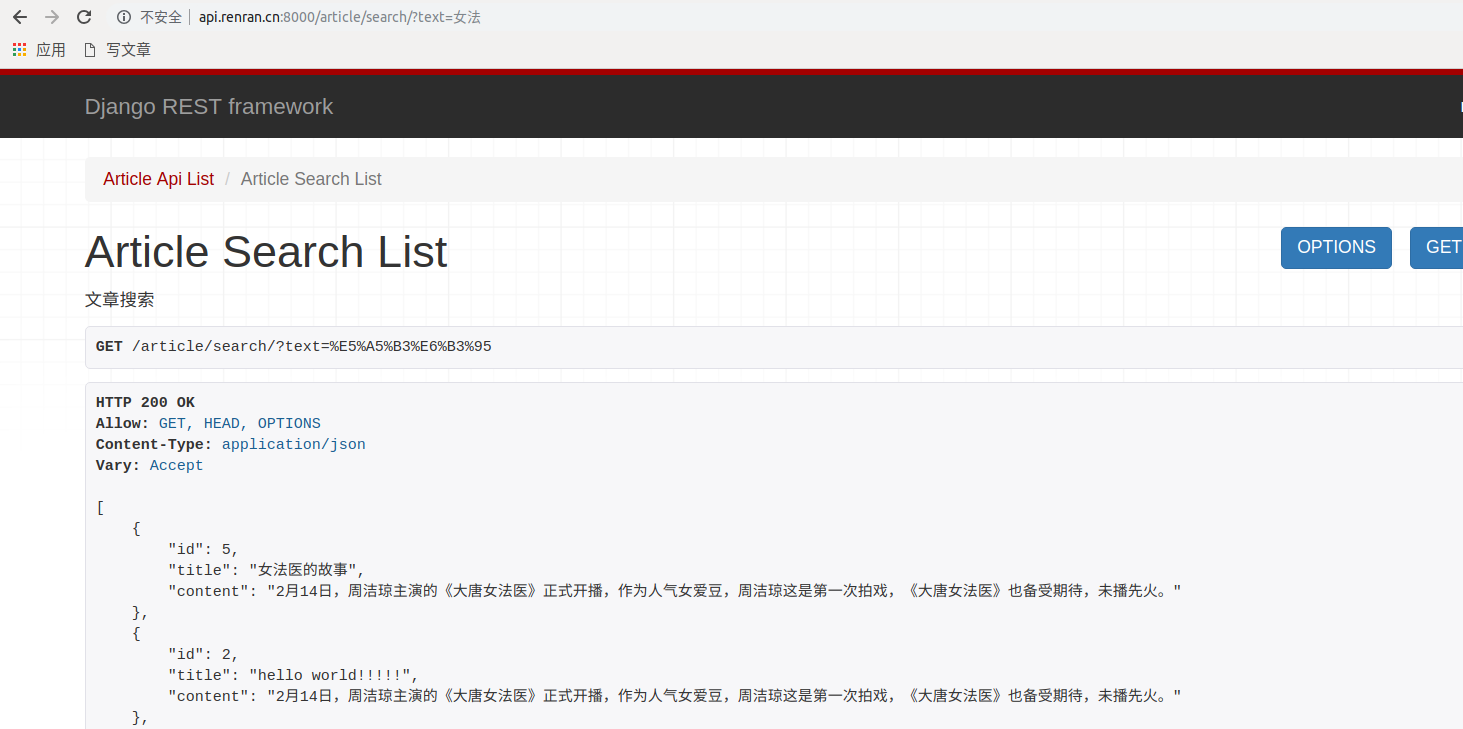 不安全 api.renran.cn:8000/article/search/?text=女法
应用 写文章
Django REST framework
Article Api List / Article Search List
Article Search List
OPTIONS GET
文章搜索
GET /article/search/?text=%E5%A5%B3%E6%B3%95
HTTP 200 OK
Allow: GET, HEAD, OPTIONS
Content-Type: application/json
Vary: Accept
[
{
"id": 5,
"title": "女法医的故事",
"content": "2月14日，周洁琼主演的《大唐女法医》正式开播，作为人气女爱豆，周洁琼这是第一次拍戏，《大唐女法医》也备受期待，未播先火。"
},
{
"id": 2,
"title": "hello world!!!!!",
"content": "2月14日，周洁琼主演的《大唐女法医》正式开播，作为人气女爱豆，周洁琼这是第一次拍戏，《大唐女法医》也备受期待，未播先火。"
},